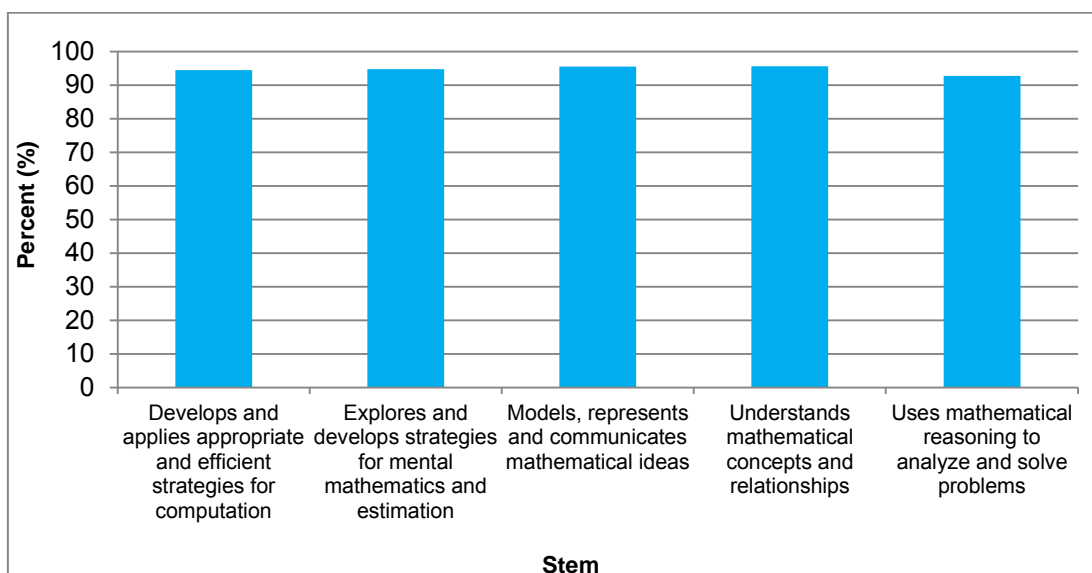 100
90
80
70
60
50
40
30
20
10
0
Percent (%)
Develops and
applies appropriate
and efficient
strategies for
computation
Explores and
develops strategies
for mental
mathematics and
estimation
Models, represents
and communicates
mathematical ideas
Understands
mathematical
concepts and
relationships
Uses mathematical
reasoning to
analyze and solve
problems
Stem